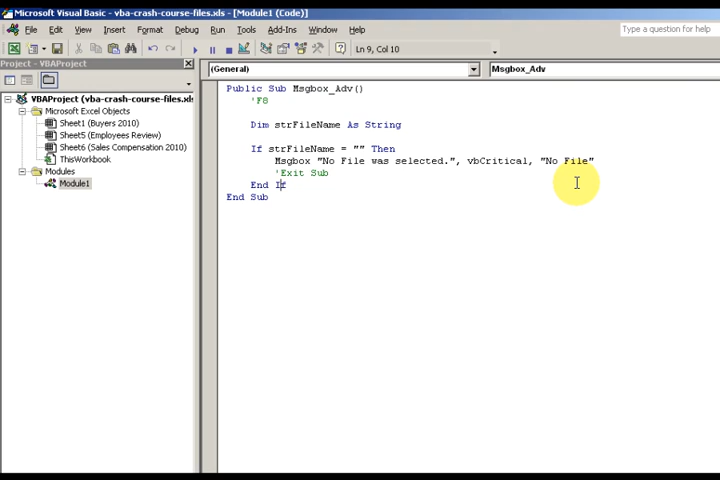 Microsoft Visual Basic - vba-crash-course-files.xls - [Module1 (Code)]
File Edit View Insert Format Debug Run Tools Add-Ins Window Help
Type a question for help
Ln 9, Col 10
Project - VBAProject
(General)
Msgbox_Adv
VBAProject (vba-crash-course-files.xls
Microsoft Excel Objects
Sheet1 (Buyers 2010)
Sheet5 (Employees Review)
Sheet6 (Sales Compensation 2010)
ThisWorkbook
Modules
Module1
Public Sub Msgbox_Adv()
'F8
Dim strFileName As String
If strFileName = "" Then
Msgbox "No File was selected.", vbCritical, "No File"
'Exit Sub
End If
End Sub